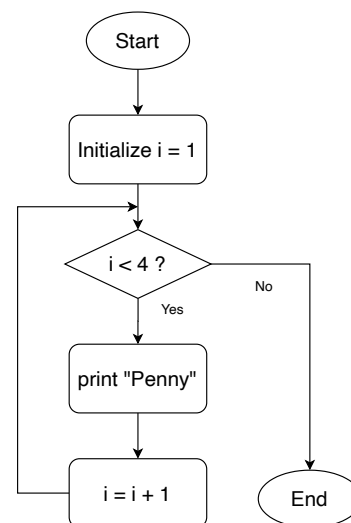 Start
Initialize i = 1
i < 4 ?
No
Yes
print "Penny"
i = i + 1
End